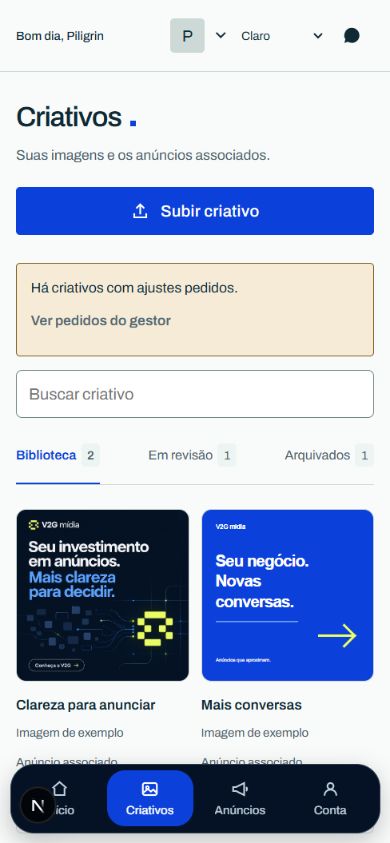 Bom dia, Piligrin
P
Claro
Criativos .
Suas imagens e os anúncios associados.
Subir criativo
Há criativos com ajustes pedidos.
Ver pedidos do gestor
Buscar criativo
Biblioteca 2
Em revisão 1
Arquivados 1
V2G mídia
Seu investimento
em anúncios.
Mais clareza
para decidir.
Conheça a V2G
V2G mídia
Seu negócio.
Novas
conversas.
Anúncios que aproximam.
Clareza para anunciar
Imagem de exemplo
Anúncio associado
Mais conversas
Imagem de exemplo
Anúncio associado
N
Criativos
Anúncios
Conta